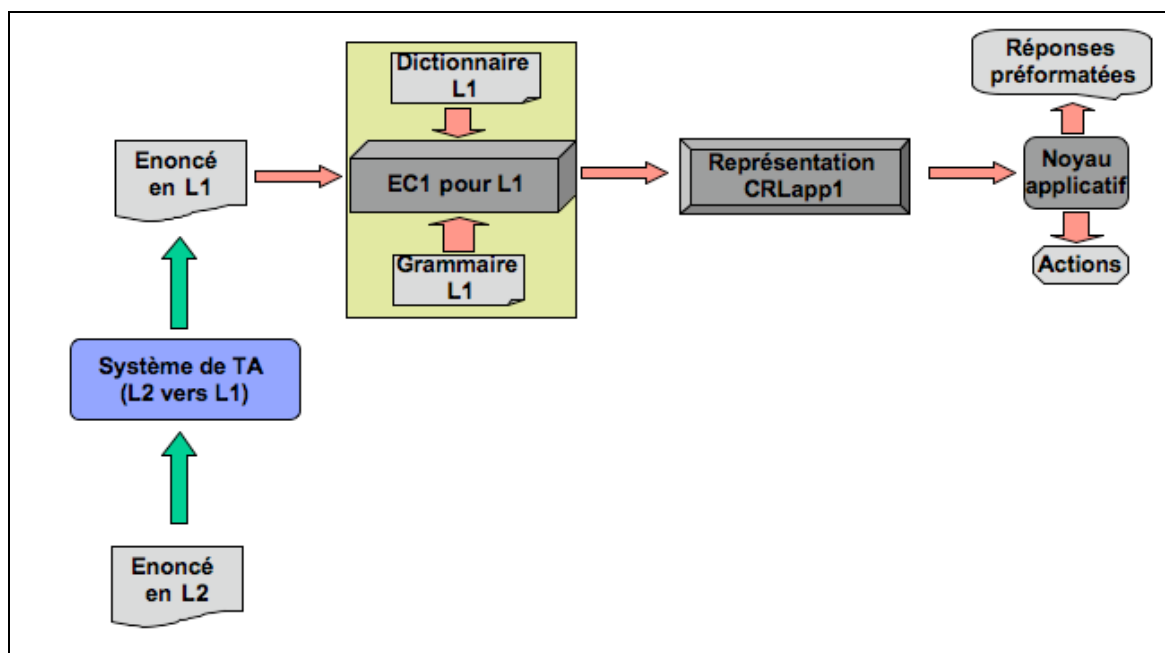 Réponses
préformatées
Dictionnaire
L1
Enoncé
en L1
EC1 pour L1
Représentation
CRLapp1
Noyau
applicatif
Grammaire
L1
Actions
Système de TA
(L2 vers L1)
Enoncé
en L2